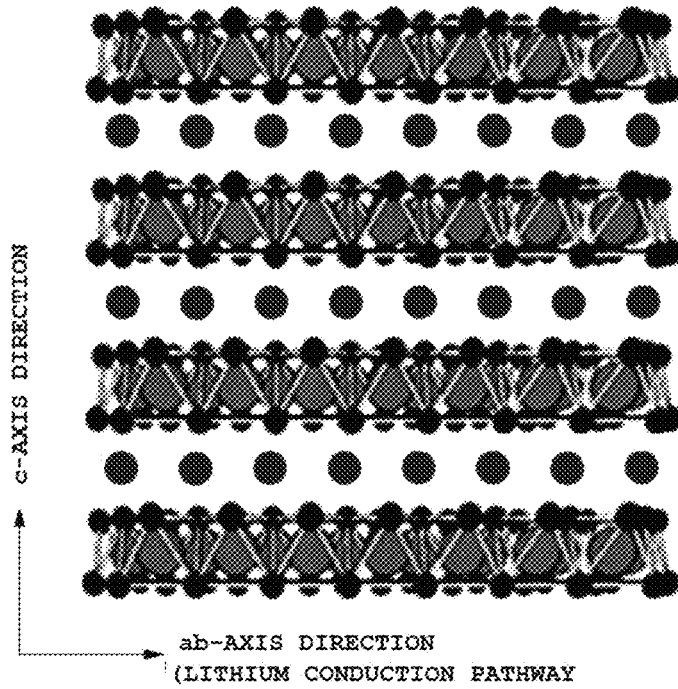 c-AXIS DIRECTION
ab-AXIS DIRECTION
(LITHIUM CONDUCTION PATHWAY